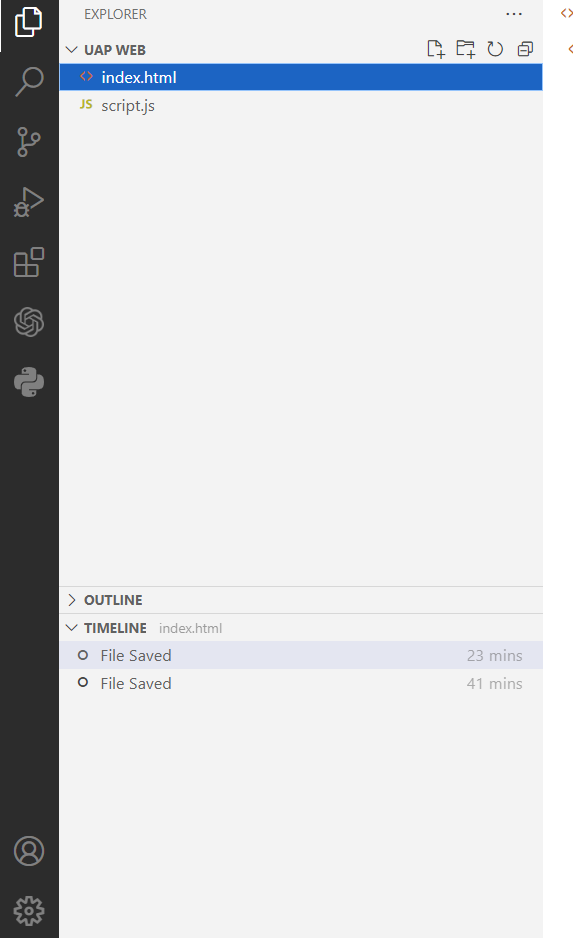 EXPLORER
UAP WEB
index.html
JS script.js
OUTLINE
TIMELINE index.html
File Saved 23 mins
File Saved 41 mins